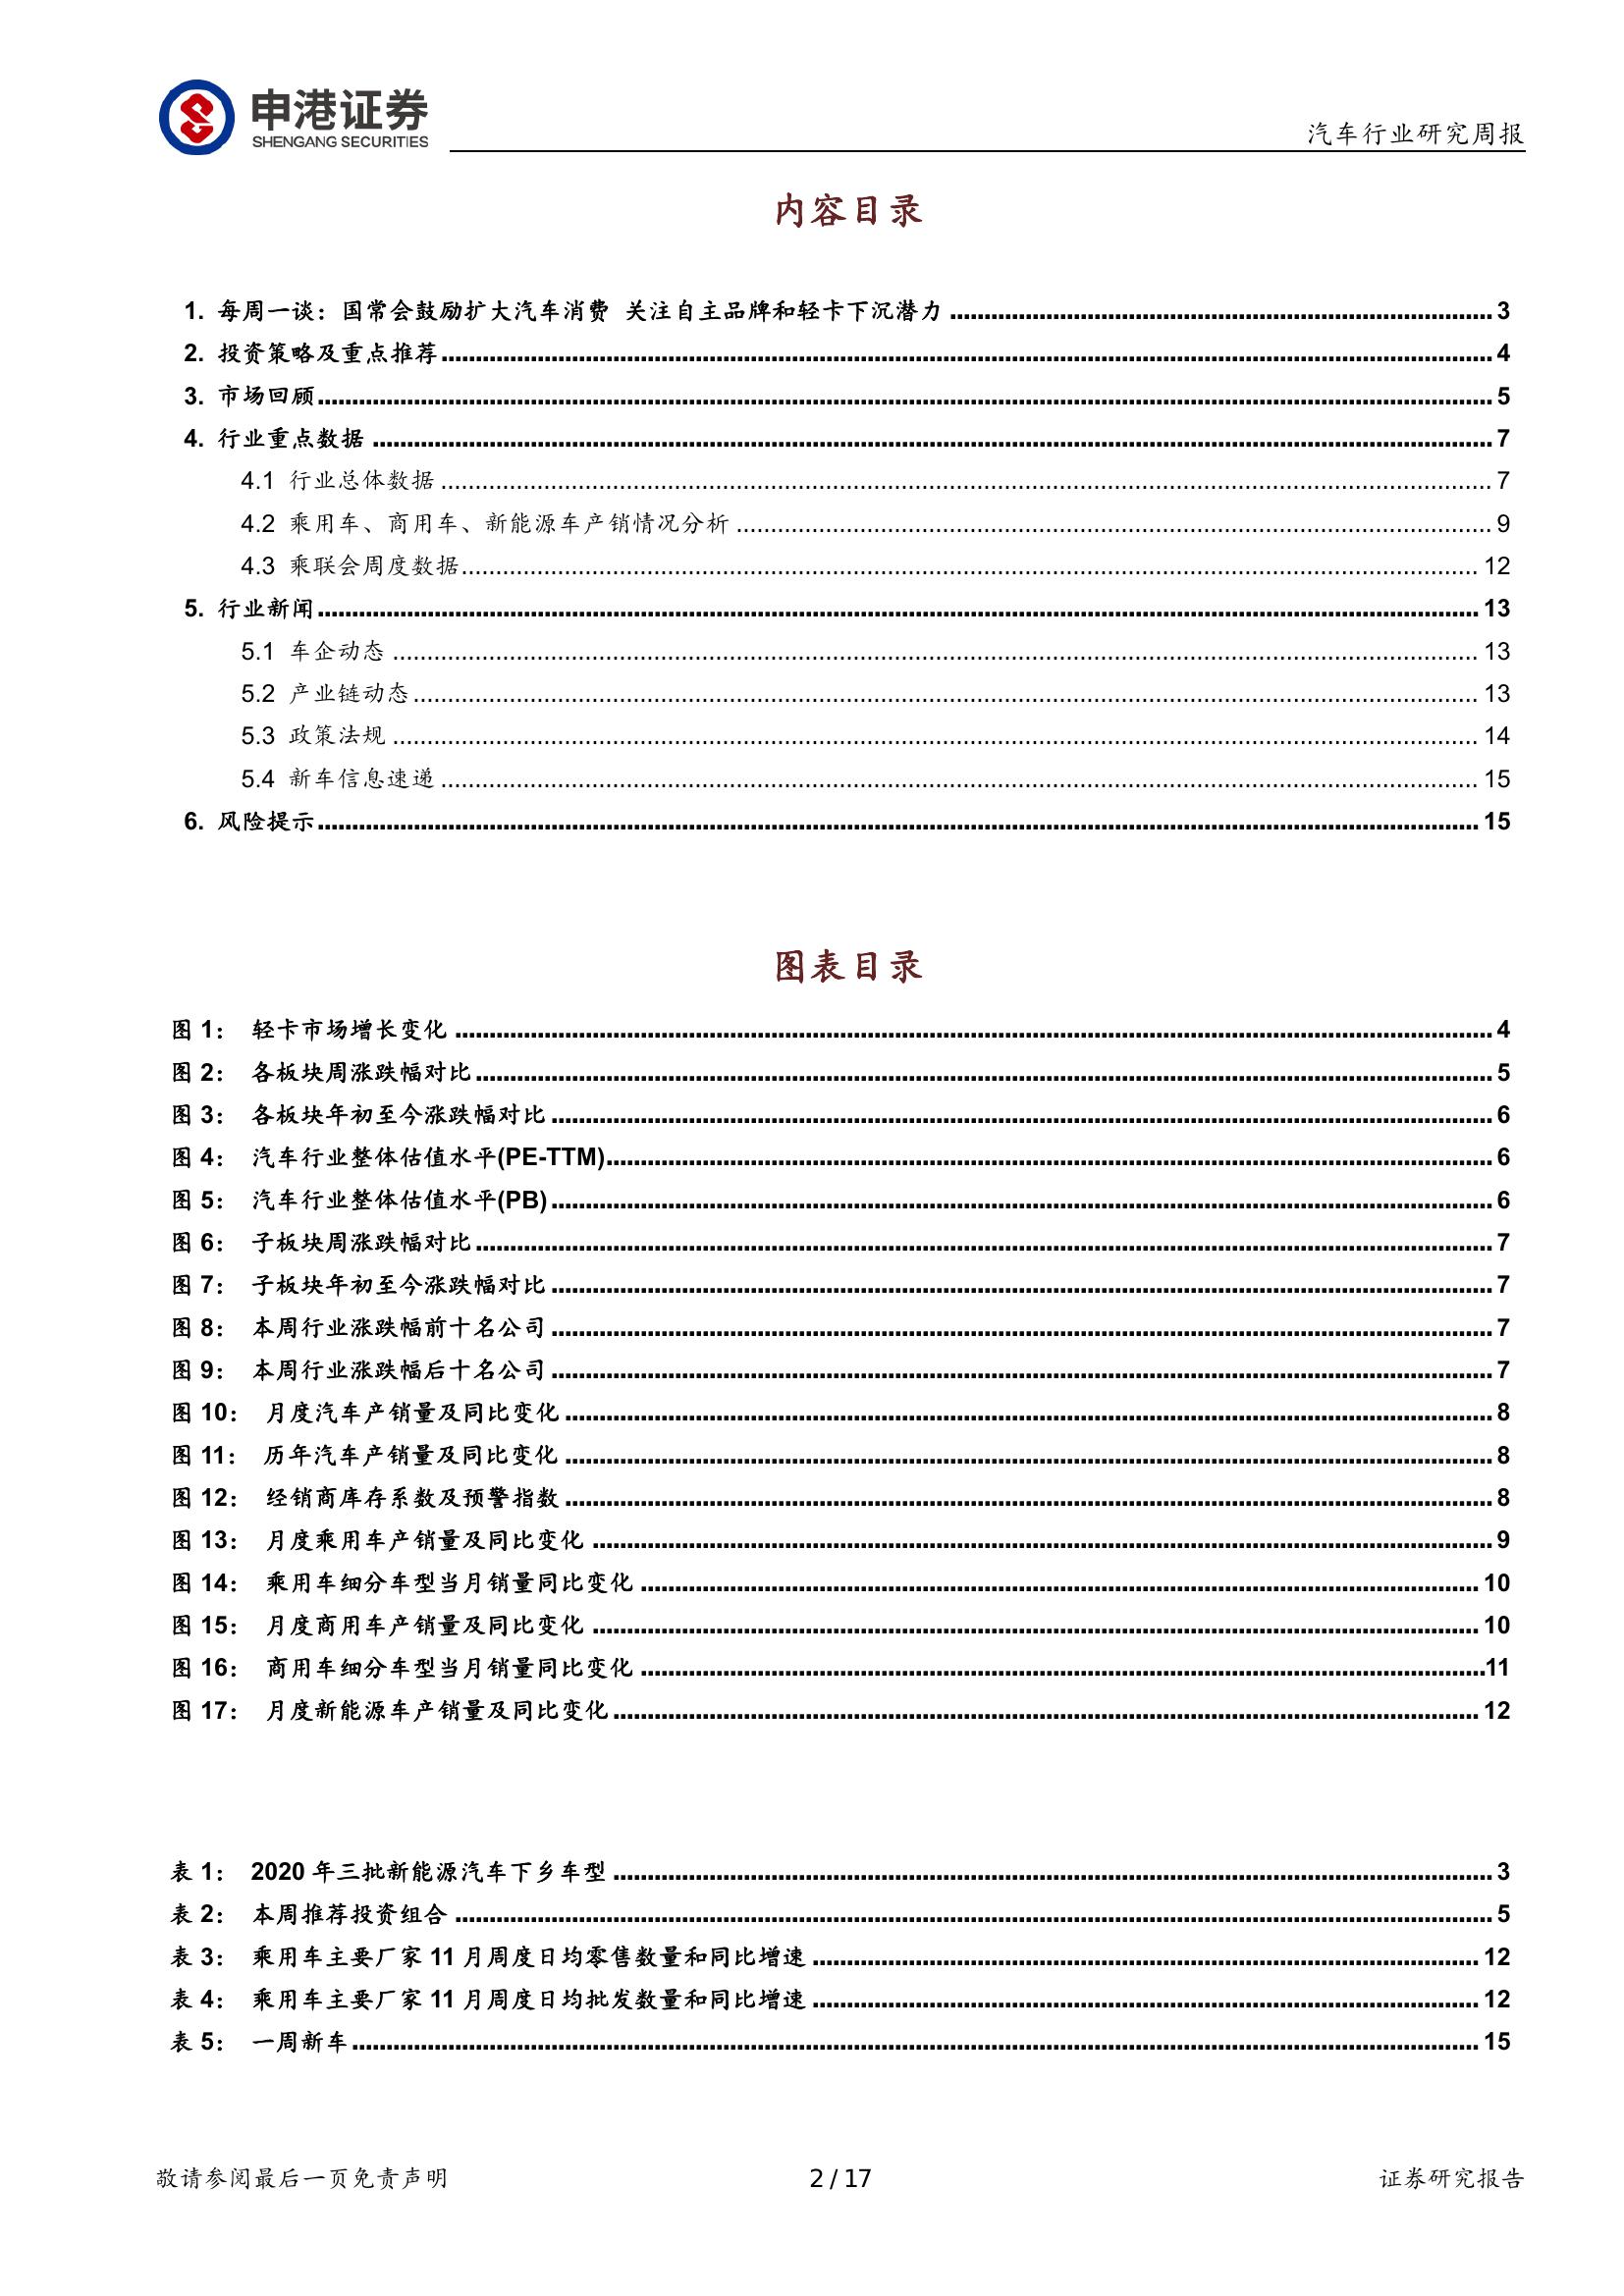 申港证券
SHENGANG SECURITIES
汽车行业研究周报
内容目录
1. 每周一谈：国常会鼓励扩大汽车消费 关注自主品牌和轻卡下沉潜力 3
2. 投资策略及重点推荐 4
3. 市场回顾 5
4. 行业重点数据 7
4.1 行业总体数据 7
4.2 乘用车、商用车、新能源车产销情况分析 9
4.3 乘联会周度数据 12
5. 行业新闻 13
5.1 车企动态 13
5.2 产业链动态 13
5.3 政策法规 14
5.4 新车信息速递 15
6. 风险提示 15
图表目录
图 1： 轻卡市场增长变化 4
图 2： 各板块周涨跌幅对比 5
图 3： 各板块年初至今涨跌幅对比 6
图 4： 汽车行业整体估值水平(PE-TTM) 6
图 5： 汽车行业整体估值水平(PB) 6
图 6： 子板块周涨跌幅对比 7
图 7： 子板块年初至今涨跌幅对比 7
图 8： 本周行业涨跌幅前十名公司 7
图 9： 本周行业涨跌幅后十名公司 7
图 10： 月度汽车产销量及同比变化 8
图 11： 历年汽车产销量及同比变化 8
图 12： 经销商库存系数及预警指数 8
图 13： 月度乘用车产销量及同比变化 9
图 14： 乘用车细分车型当月销量同比变化 10
图 15： 月度商用车产销量及同比变化 10
图 16： 商用车细分车型当月销量同比变化 11
图 17： 月度新能源车产销量及同比变化 12
表 1： 2020 年三批新能源汽车下乡车型 3
表 2： 本周推荐投资组合 5
表 3： 乘用车主要厂家 11 月周度日均零售数量和同比增速 12
表 4： 乘用车主要厂家 11 月周度日均批发数量和同比增速 12
表 5： 一周新车 15
敬请参阅最后一页免责声明
2 / 17
证券研究报告